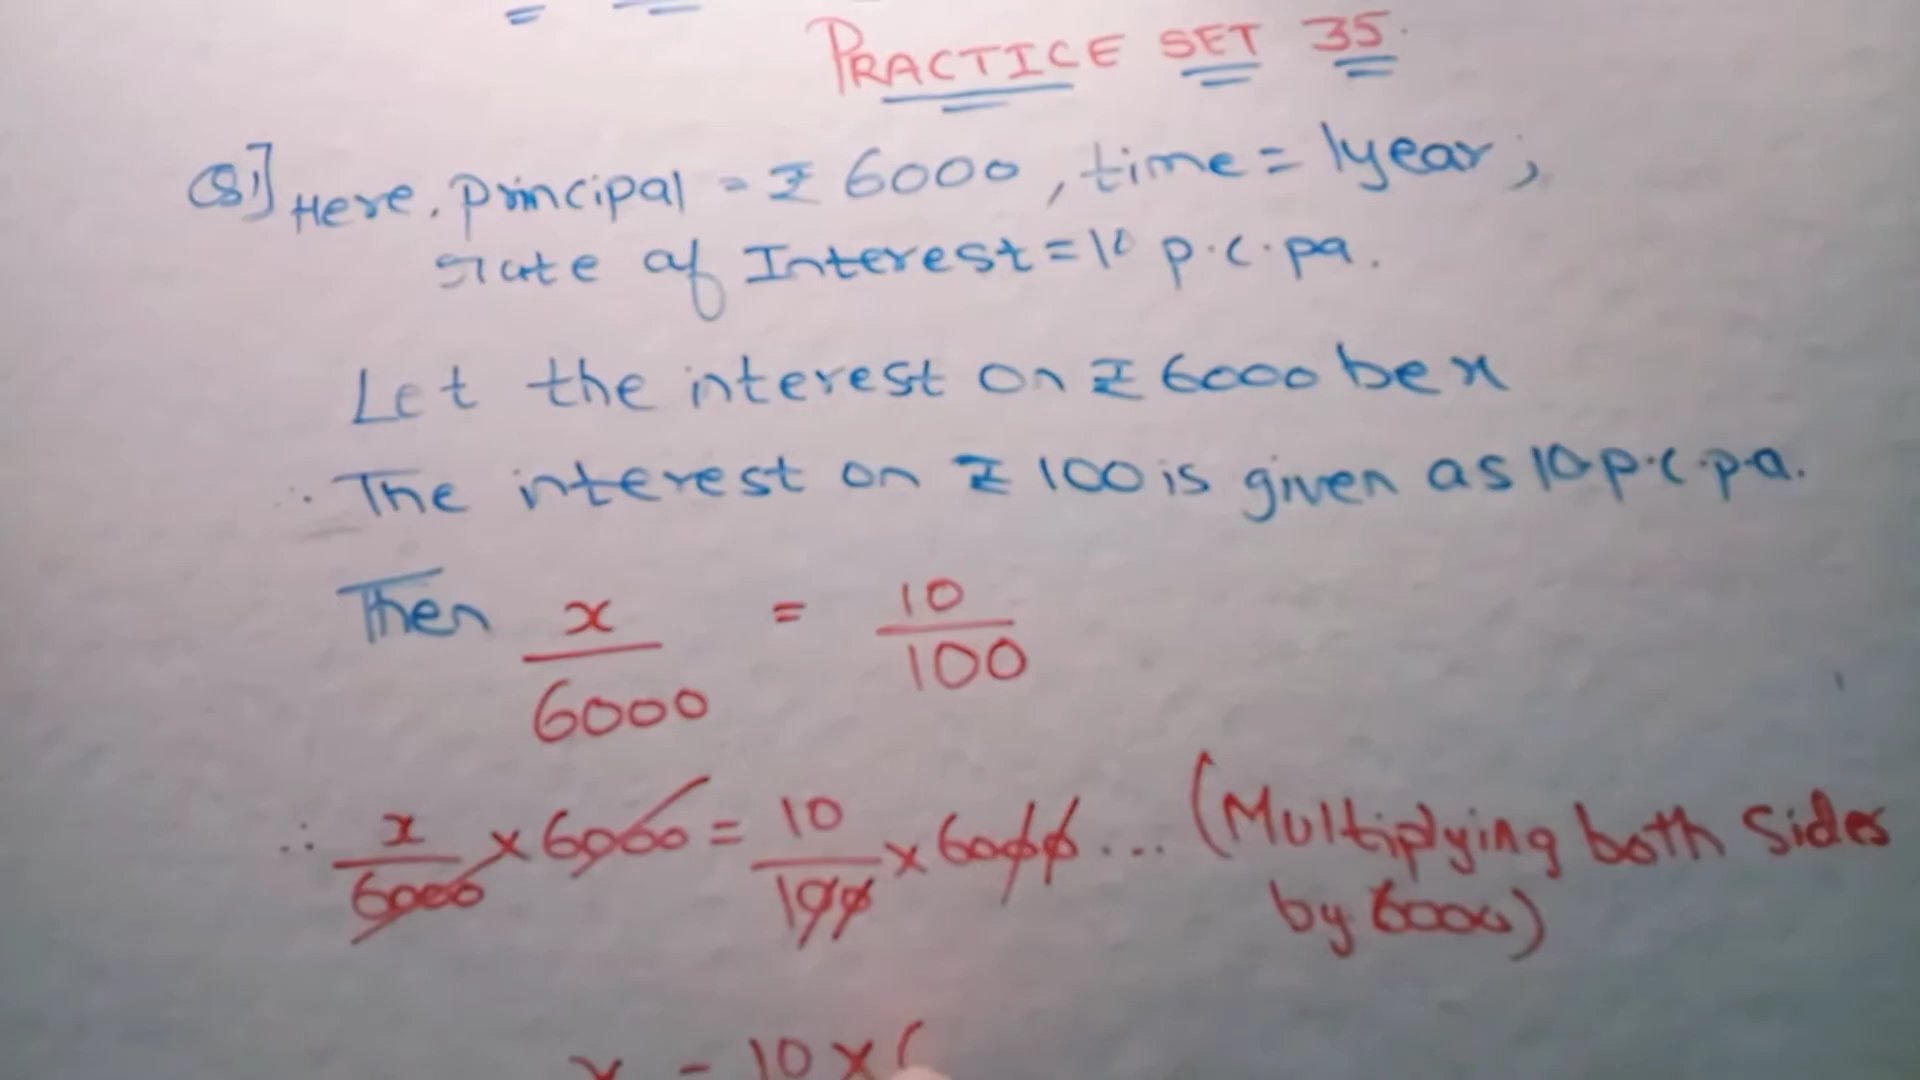 PRACTICE SET 35.
Q1] Here, Principal = ₹ 6000, time = 1year;
rate of Interest = 10 p.c.pa.
Let the interest on ₹ 6000 be x
∴ The interest on ₹ 100 is given as 10 p.c.p.a.
Then x/6000 = 10/100
∴ x/6000 × 6000 = 10/100 × 6000 ... (Multiplying both Sides
by 6000)
x = 10 × (